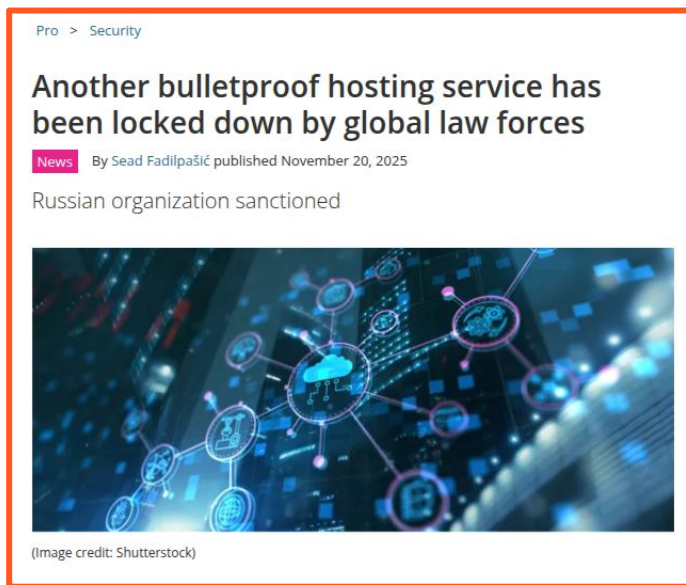 Pro > Security
Another bulletproof hosting service has
been locked down by global law forces
News By Sead Fadilpašić published November 20, 2025
Russian organization sanctioned
(Image credit: Shutterstock)